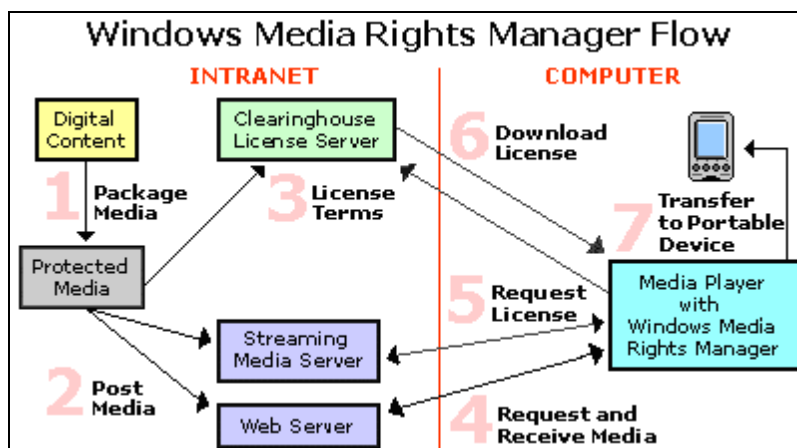 Windows Media Rights Manager Flow
INTRANET
COMPUTER
Digital
Content
Clearinghouse
License Server
6 Download
License
1 Package
Media
3 License
Terms
7 Transfer
to Portable
Device
Protected
Media
5 Request
License
Media Player
with
Windows Media
Rights Manager
Streaming
Media Server
2 Post
Media
Web Server
4 Request and
Receive Media